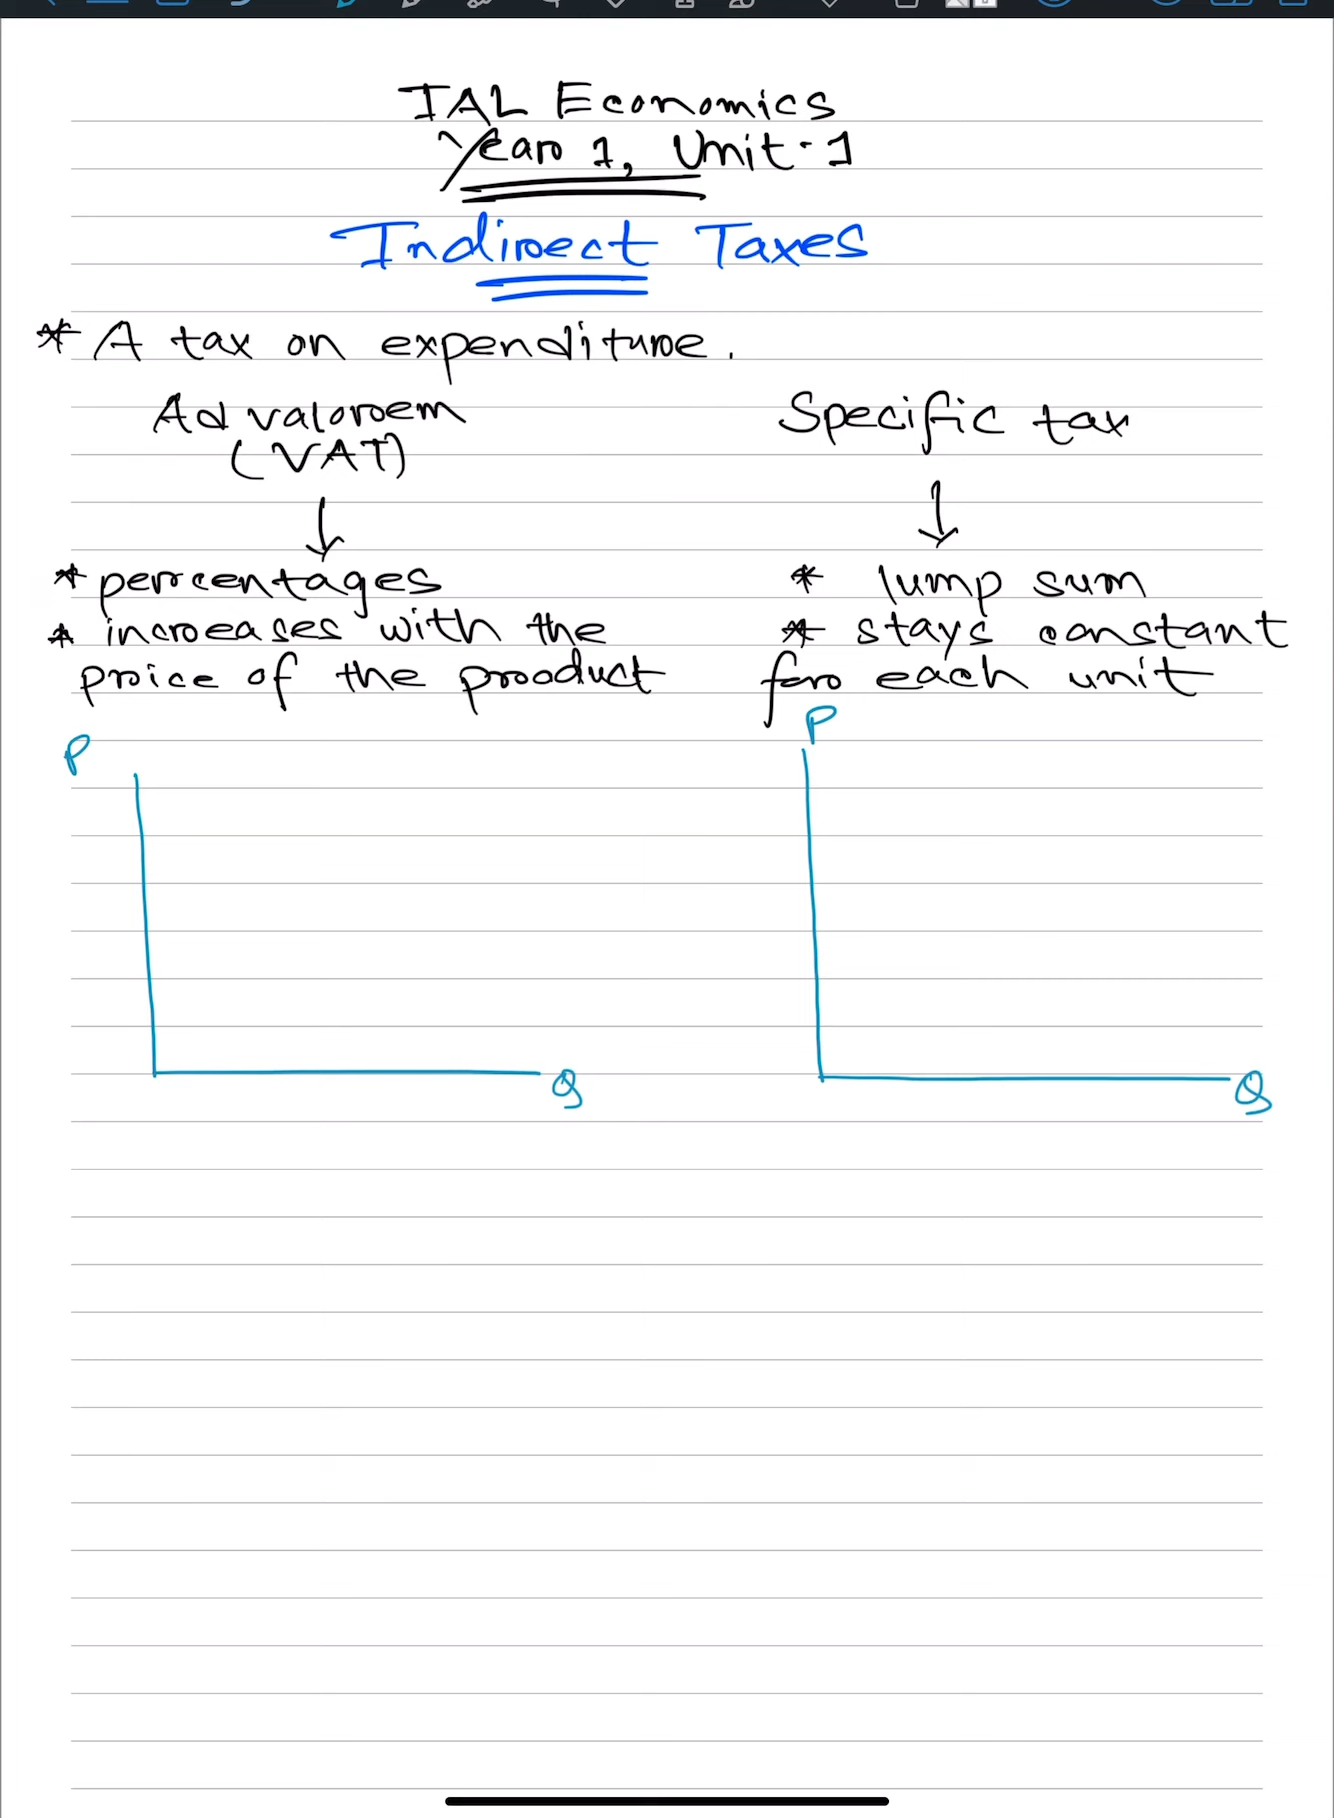 IAL Economics
Year 1, Unit-1
Indirect Taxes
* A tax on expenditure.
Ad valorem
(VAT)
Specific tax
↓
↓
* percentages
* increases with the
price of the product
* lump sum
* stays constant
for each unit
P
Q
P
Q